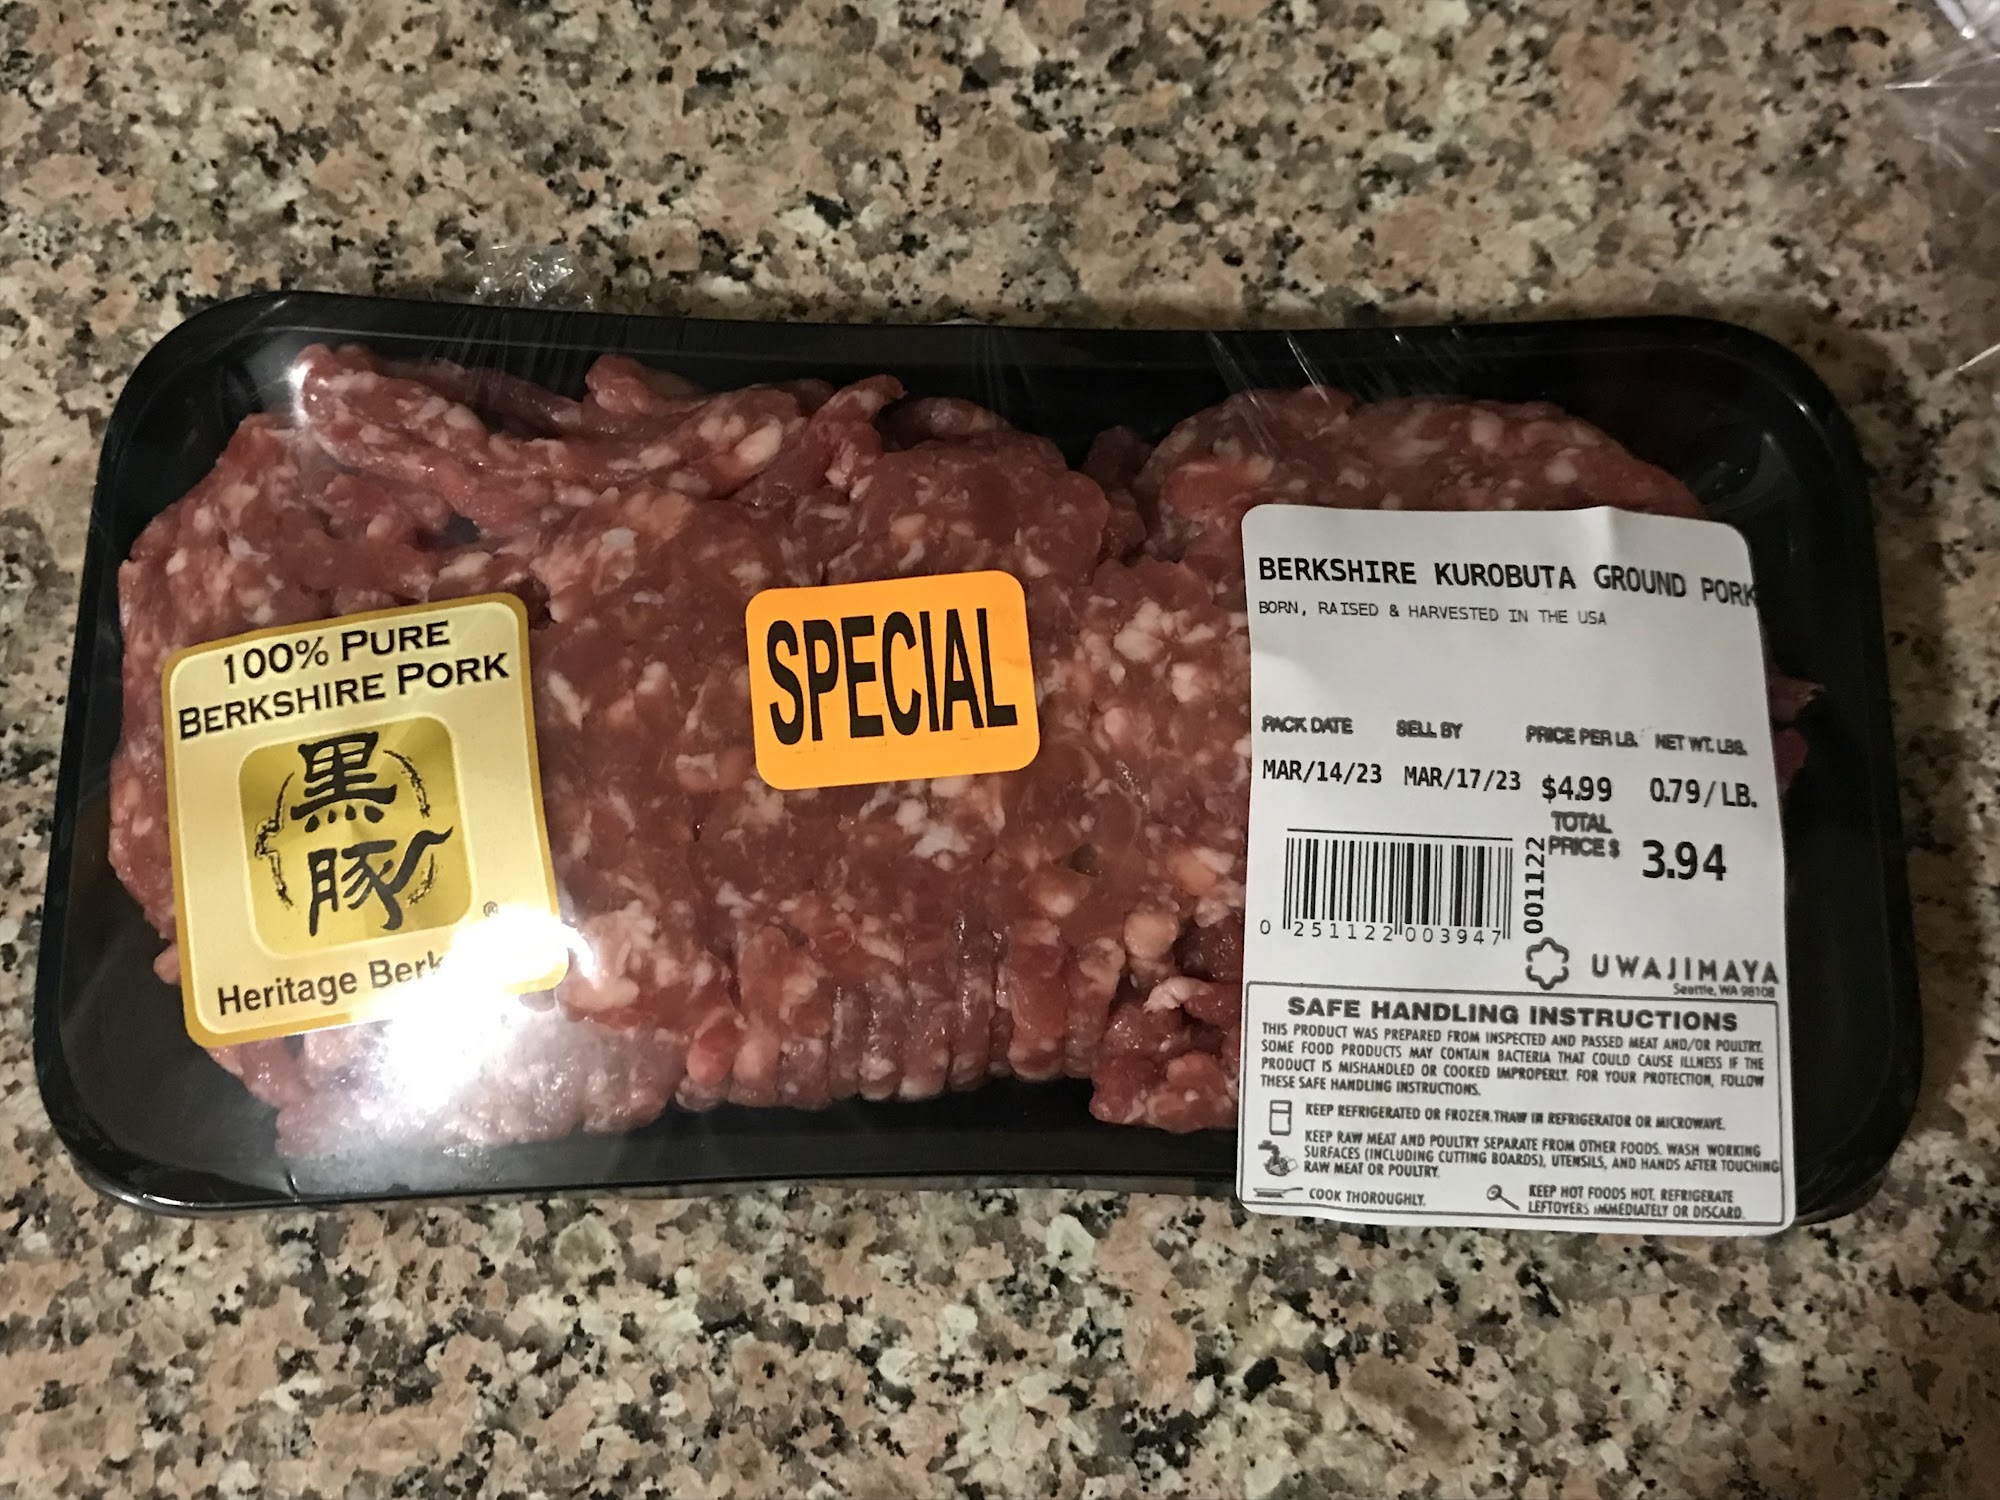 100% PURE
BERKSHIRE PORK
黒
豚
®
Heritage Berk
SPECIAL
BERKSHIRE KUROBUTA GROUND PORK
BORN, RAISED & HARVESTED IN THE USA
PACK DATE SELL BY PRICE PER LB. NET WT. LBS.
MAR/14/23 MAR/17/23 $4.99 0.79/LB.
TOTAL
PRICE $ 3.94
001122
0 251122 003947
UWAJIMAYA
Seattle, WA 98108
SAFE HANDLING INSTRUCTIONS
THIS PRODUCT WAS PREPARED FROM INSPECTED AND PASSED MEAT AND/OR POULTRY.
SOME FOOD PRODUCTS MAY CONTAIN BACTERIA THAT COULD CAUSE ILLNESS IF THE
PRODUCT IS MISHANDLED OR COOKED IMPROPERLY. FOR YOUR PROTECTION, FOLLOW
THESE SAFE HANDLING INSTRUCTIONS.
KEEP REFRIGERATED OR FROZEN. THAW IN REFRIGERATOR OR MICROWAVE.
KEEP RAW MEAT AND POULTRY SEPARATE FROM OTHER FOODS. WASH WORKING
SURFACES (INCLUDING CUTTING BOARDS), UTENSILS, AND HANDS AFTER TOUCHING
RAW MEAT OR POULTRY.
COOK THOROUGHLY.
KEEP HOT FOODS HOT. REFRIGERATE
LEFTOVERS IMMEDIATELY OR DISCARD.